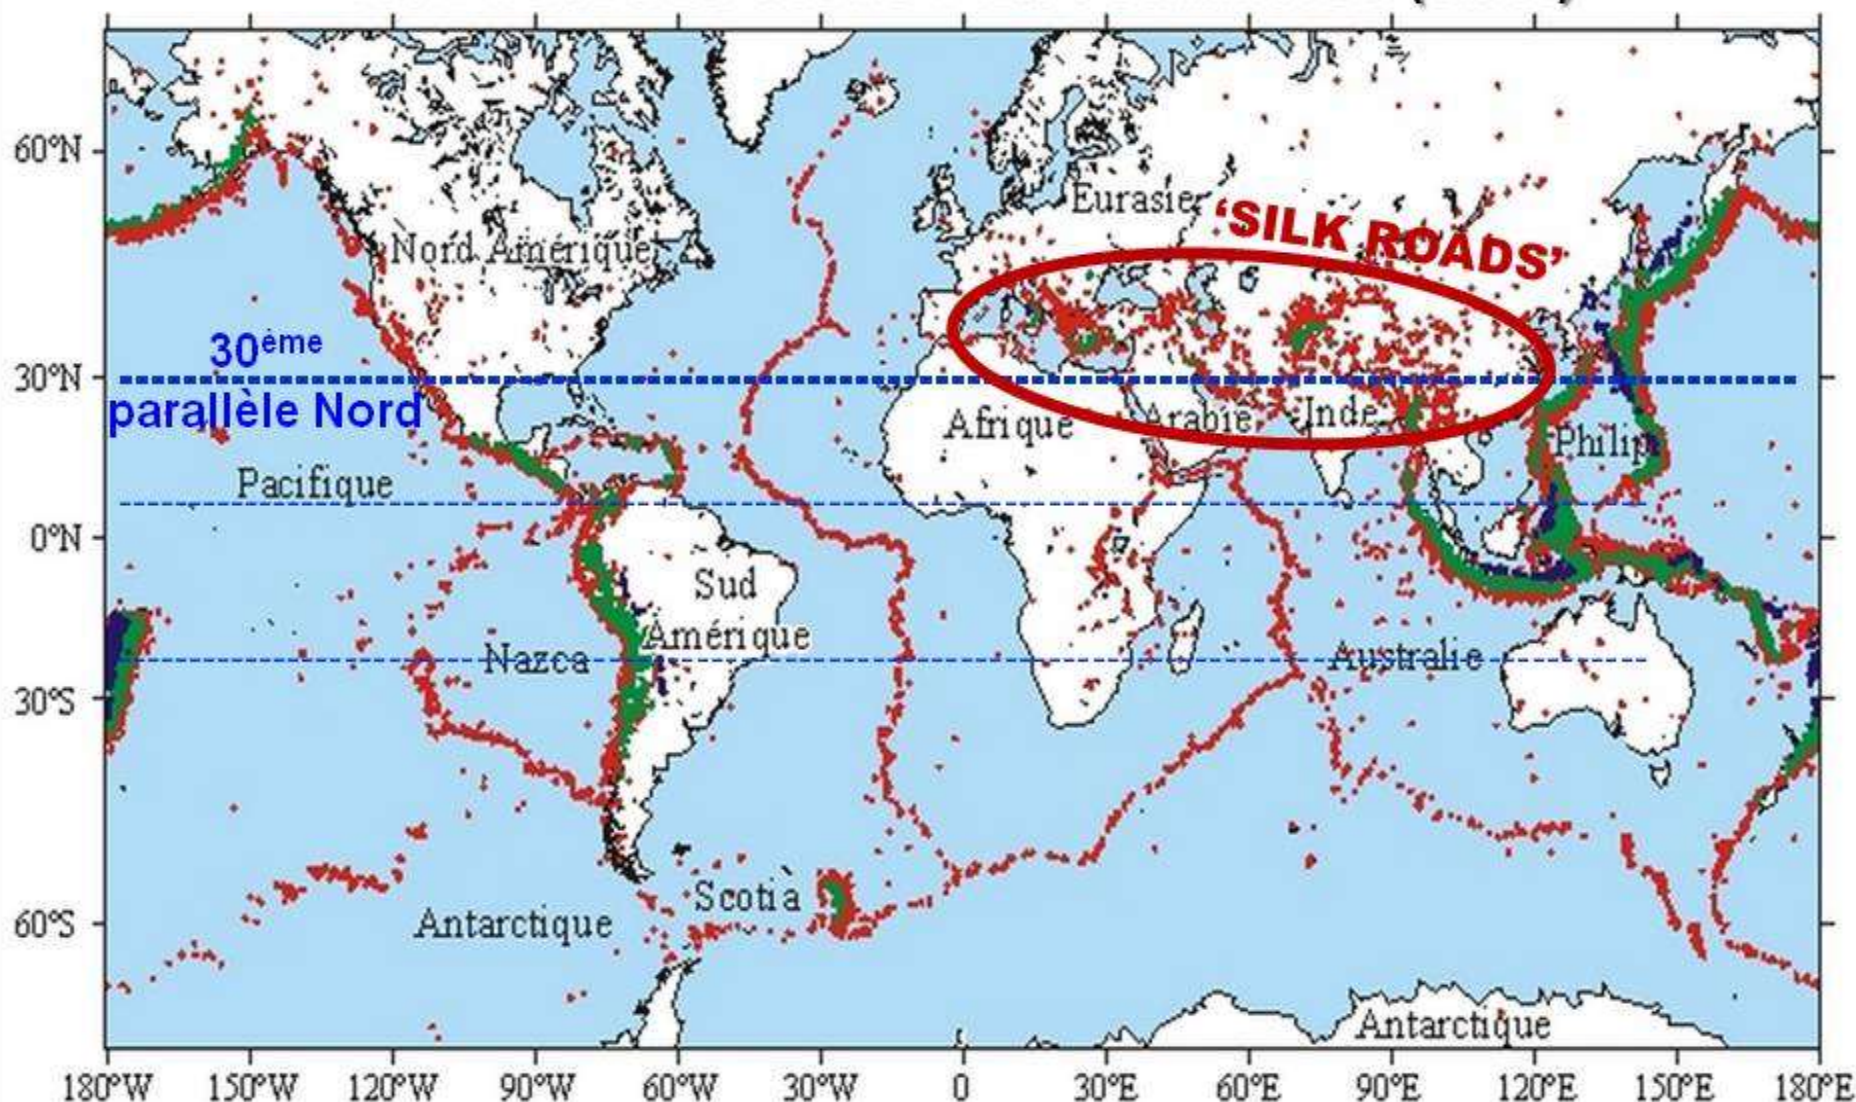 60°N
Eurasie
'SILK ROADS'
Nord Amérique
30ème
30°N
parallèle Nord
Afrique
Arabie
Inde
Philip
Pacifique
0°N
Sud
Amérique
Nazca
Australie
30°S
Scotia
60°S
Antarctique
Antarctique
180°W 150°W 120°W 90°W 60°W 30°W 0 30°E 60°E 90°E 120°E 150°E 180°E